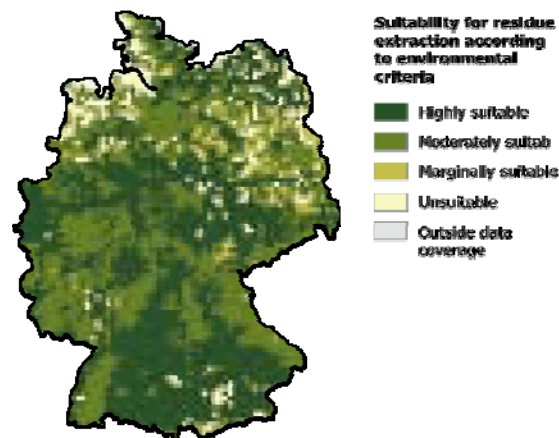 Suitability for residue
extraction according
to environmental
criteria
Highly suitable
Moderately suitab
Marginally suitable
Unsuitable
Outside data
coverage